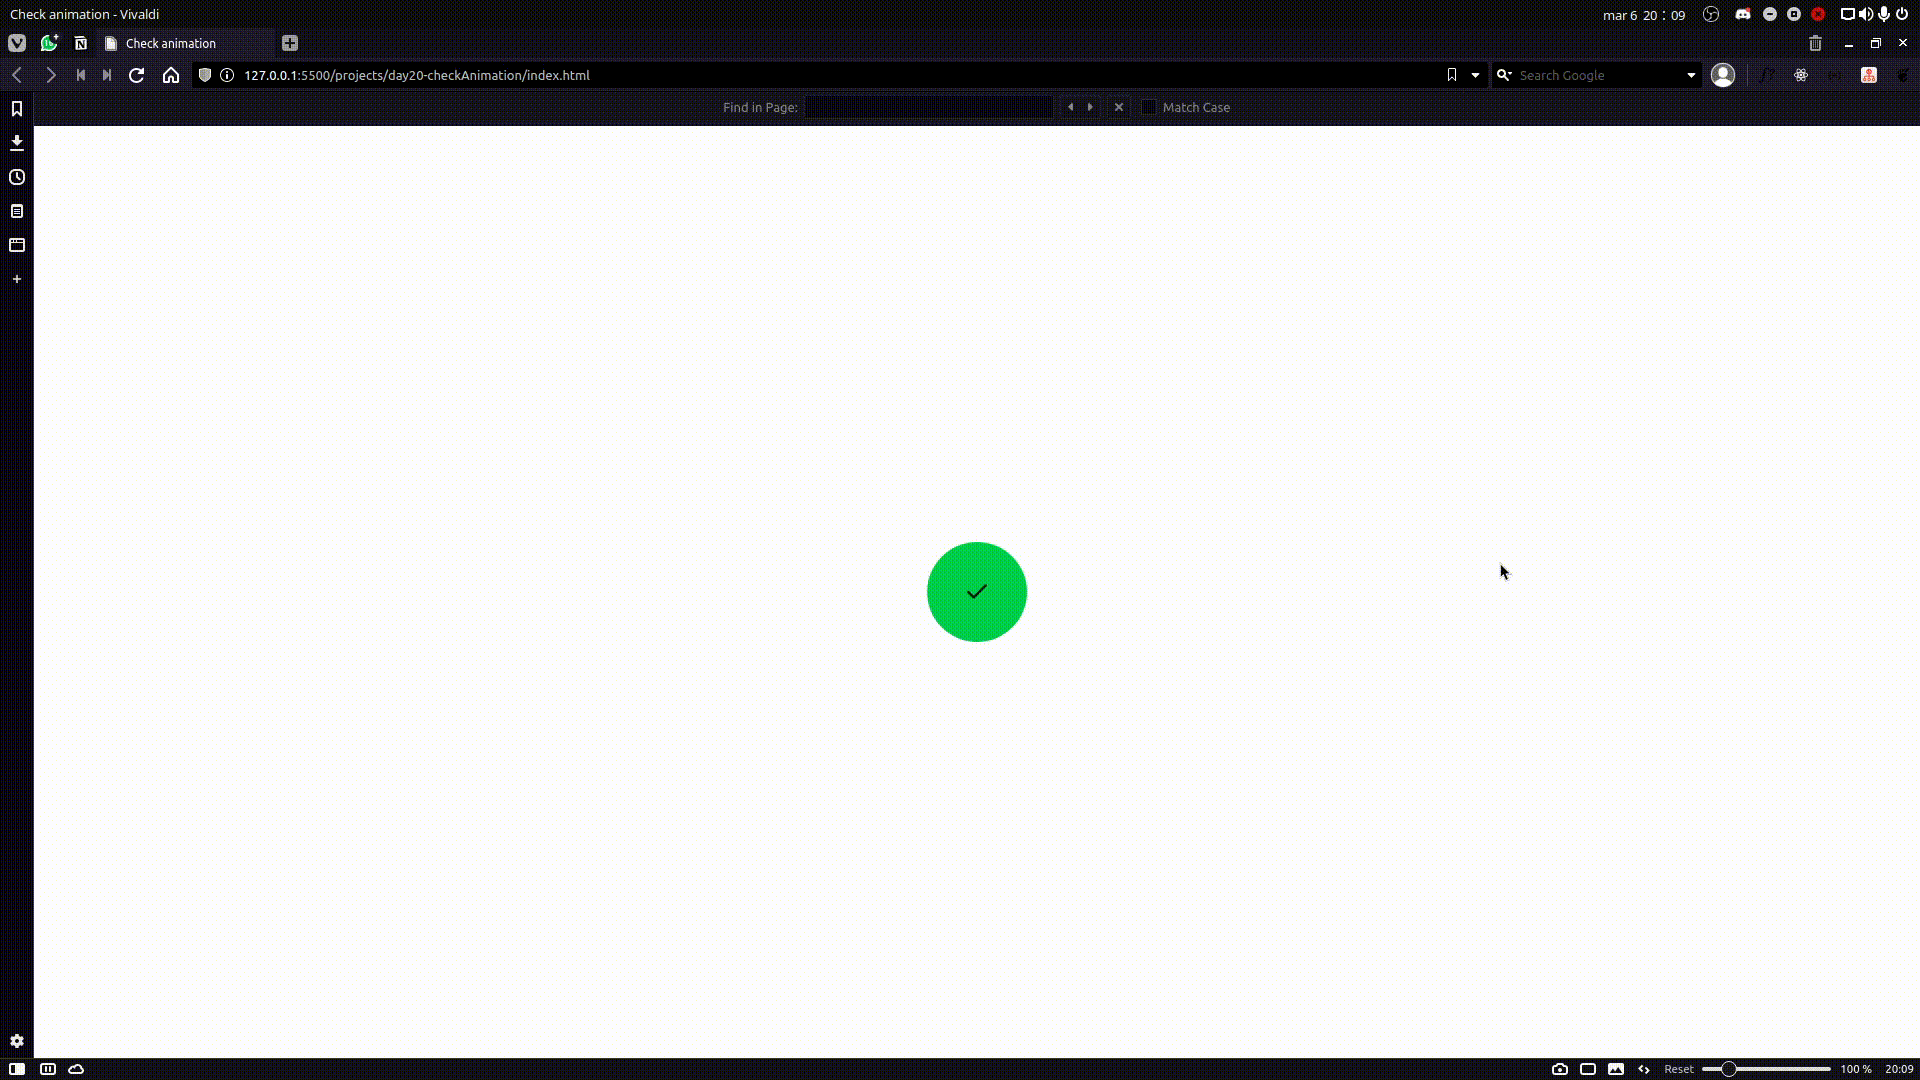 Check animation - Vivaldi
mar 6 20 : 09
Check animation
127.0.0.1:5500/projects/day20-checkAnimation/index.html
Search Google
Find in Page:
Match Case
Reset
100 %
20:09